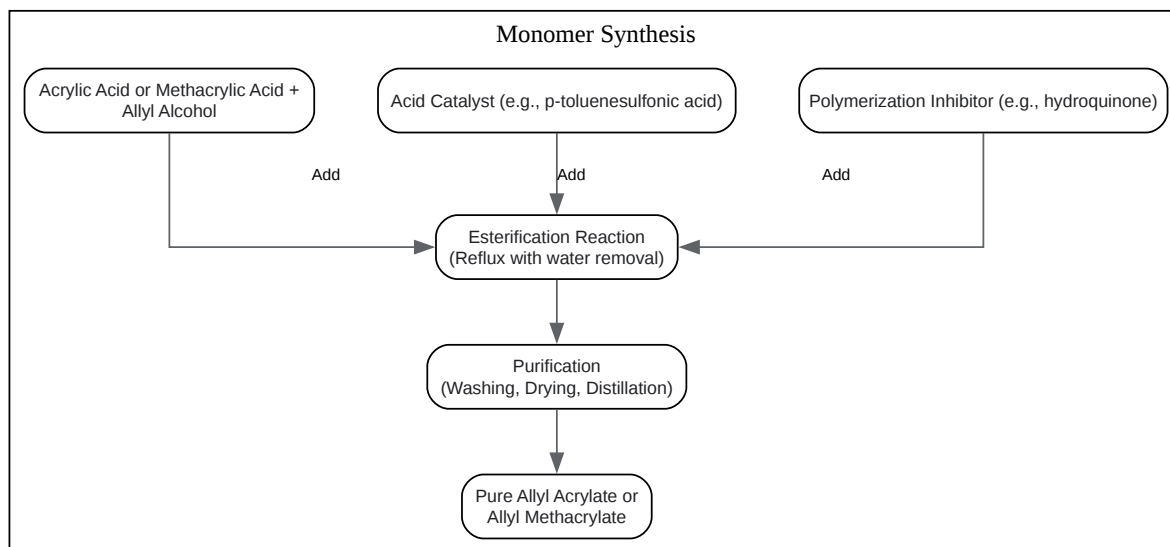 Monomer Synthesis
Acrylic Acid or Methacrylic Acid +
Allyl Alcohol
Acid Catalyst (e.g., p-toluenesulfonic acid)
Polymerization Inhibitor (e.g., hydroquinone)
Add
Add
Add
Esterification Reaction
(Reflux with water removal)
Purification
(Washing, Drying, Distillation)
Pure Allyl Acrylate or
Allyl Methacrylate